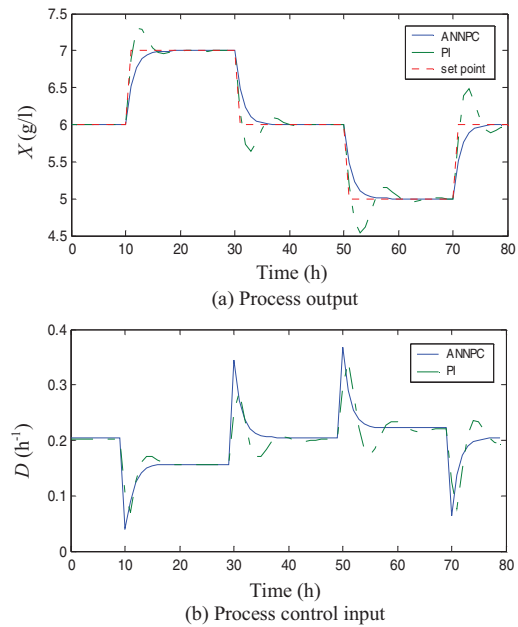 7.5
7
6.5
6
5.5
5
4.5
X (g/l)
ANNPC
PI
set point
0 10 20 30 40 50 60 70 80
Time (h)
(a) Process output
0.4
0.3
0.2
0.1
0
D (h-1)
ANNPC
PI
0 10 20 30 40 50 60 70 80
Time (h)
(b) Process control input